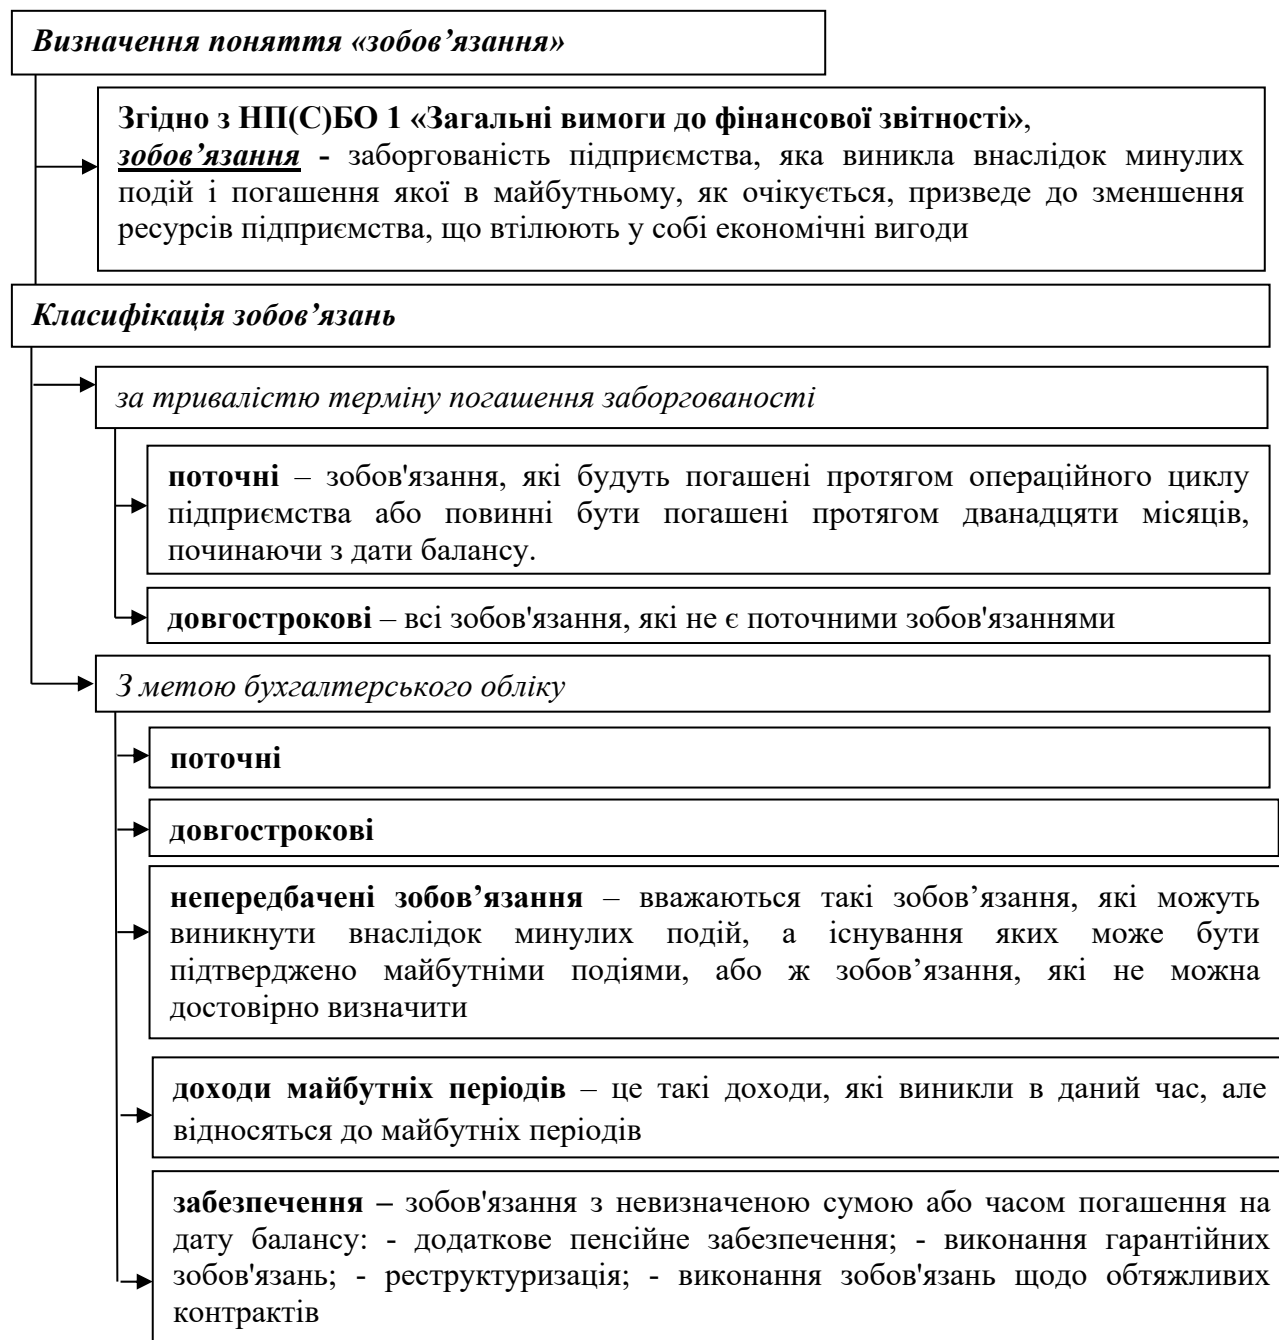 Визначення поняття «зобов’язання»
Згідно з НП(С)БО 1 «Загальні вимоги до фінансової звітності»,
зобов’язання - заборгованість підприємства, яка виникла внаслідок минулих
подій і погашення якої в майбутньому, як очікується, призведе до зменшення
ресурсів підприємства, що втілюють у собі економічні вигоди
Класифікація зобов’язань
за тривалістю терміну погашення заборгованості
поточні – зобов'язання, які будуть погашені протягом операційного циклу
підприємства або повинні бути погашені протягом дванадцяти місяців,
починаючи з дати балансу.
довгострокові – всі зобов'язання, які не є поточними зобов'язаннями
З метою бухгалтерського обліку
поточні
довгострокові
непередбачені зобов’язання – вважаються такі зобов’язання, які можуть
виникнути внаслідок минулих подій, а існування яких може бути
підтверджено майбутніми подіями, або ж зобов’язання, які не можна
достовірно визначити
доходи майбутніх періодів – це такі доходи, які виникли в даний час, але
відносяться до майбутніх періодів
забезпечення – зобов'язання з невизначеною сумою або часом погашення на
дату балансу: - додаткове пенсійне забезпечення; - виконання гарантійних
зобов'язань; - реструктуризація; - виконання зобов'язань щодо обтяжливих
контрактів